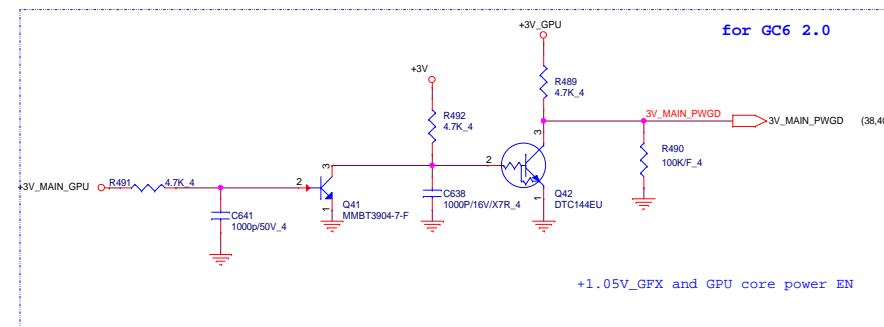 +3V_GPU
for GC6 2.0
+3V
R489
4.7K_4
R492
4.7K_4
3V_MAIN_PWGD
3V_MAIN_PWGD
(38,40
3
R490
100K/F_4
2
3
+3V_MAIN_GPU
R491
4.7K_4
2
C638
1000P/16V/X7R_4
Q42
DTC144EU
1
Q41
MMBT3904-7-F
1
C641
1000p/50V_4
+1.05V_GFX and GPU core power EN